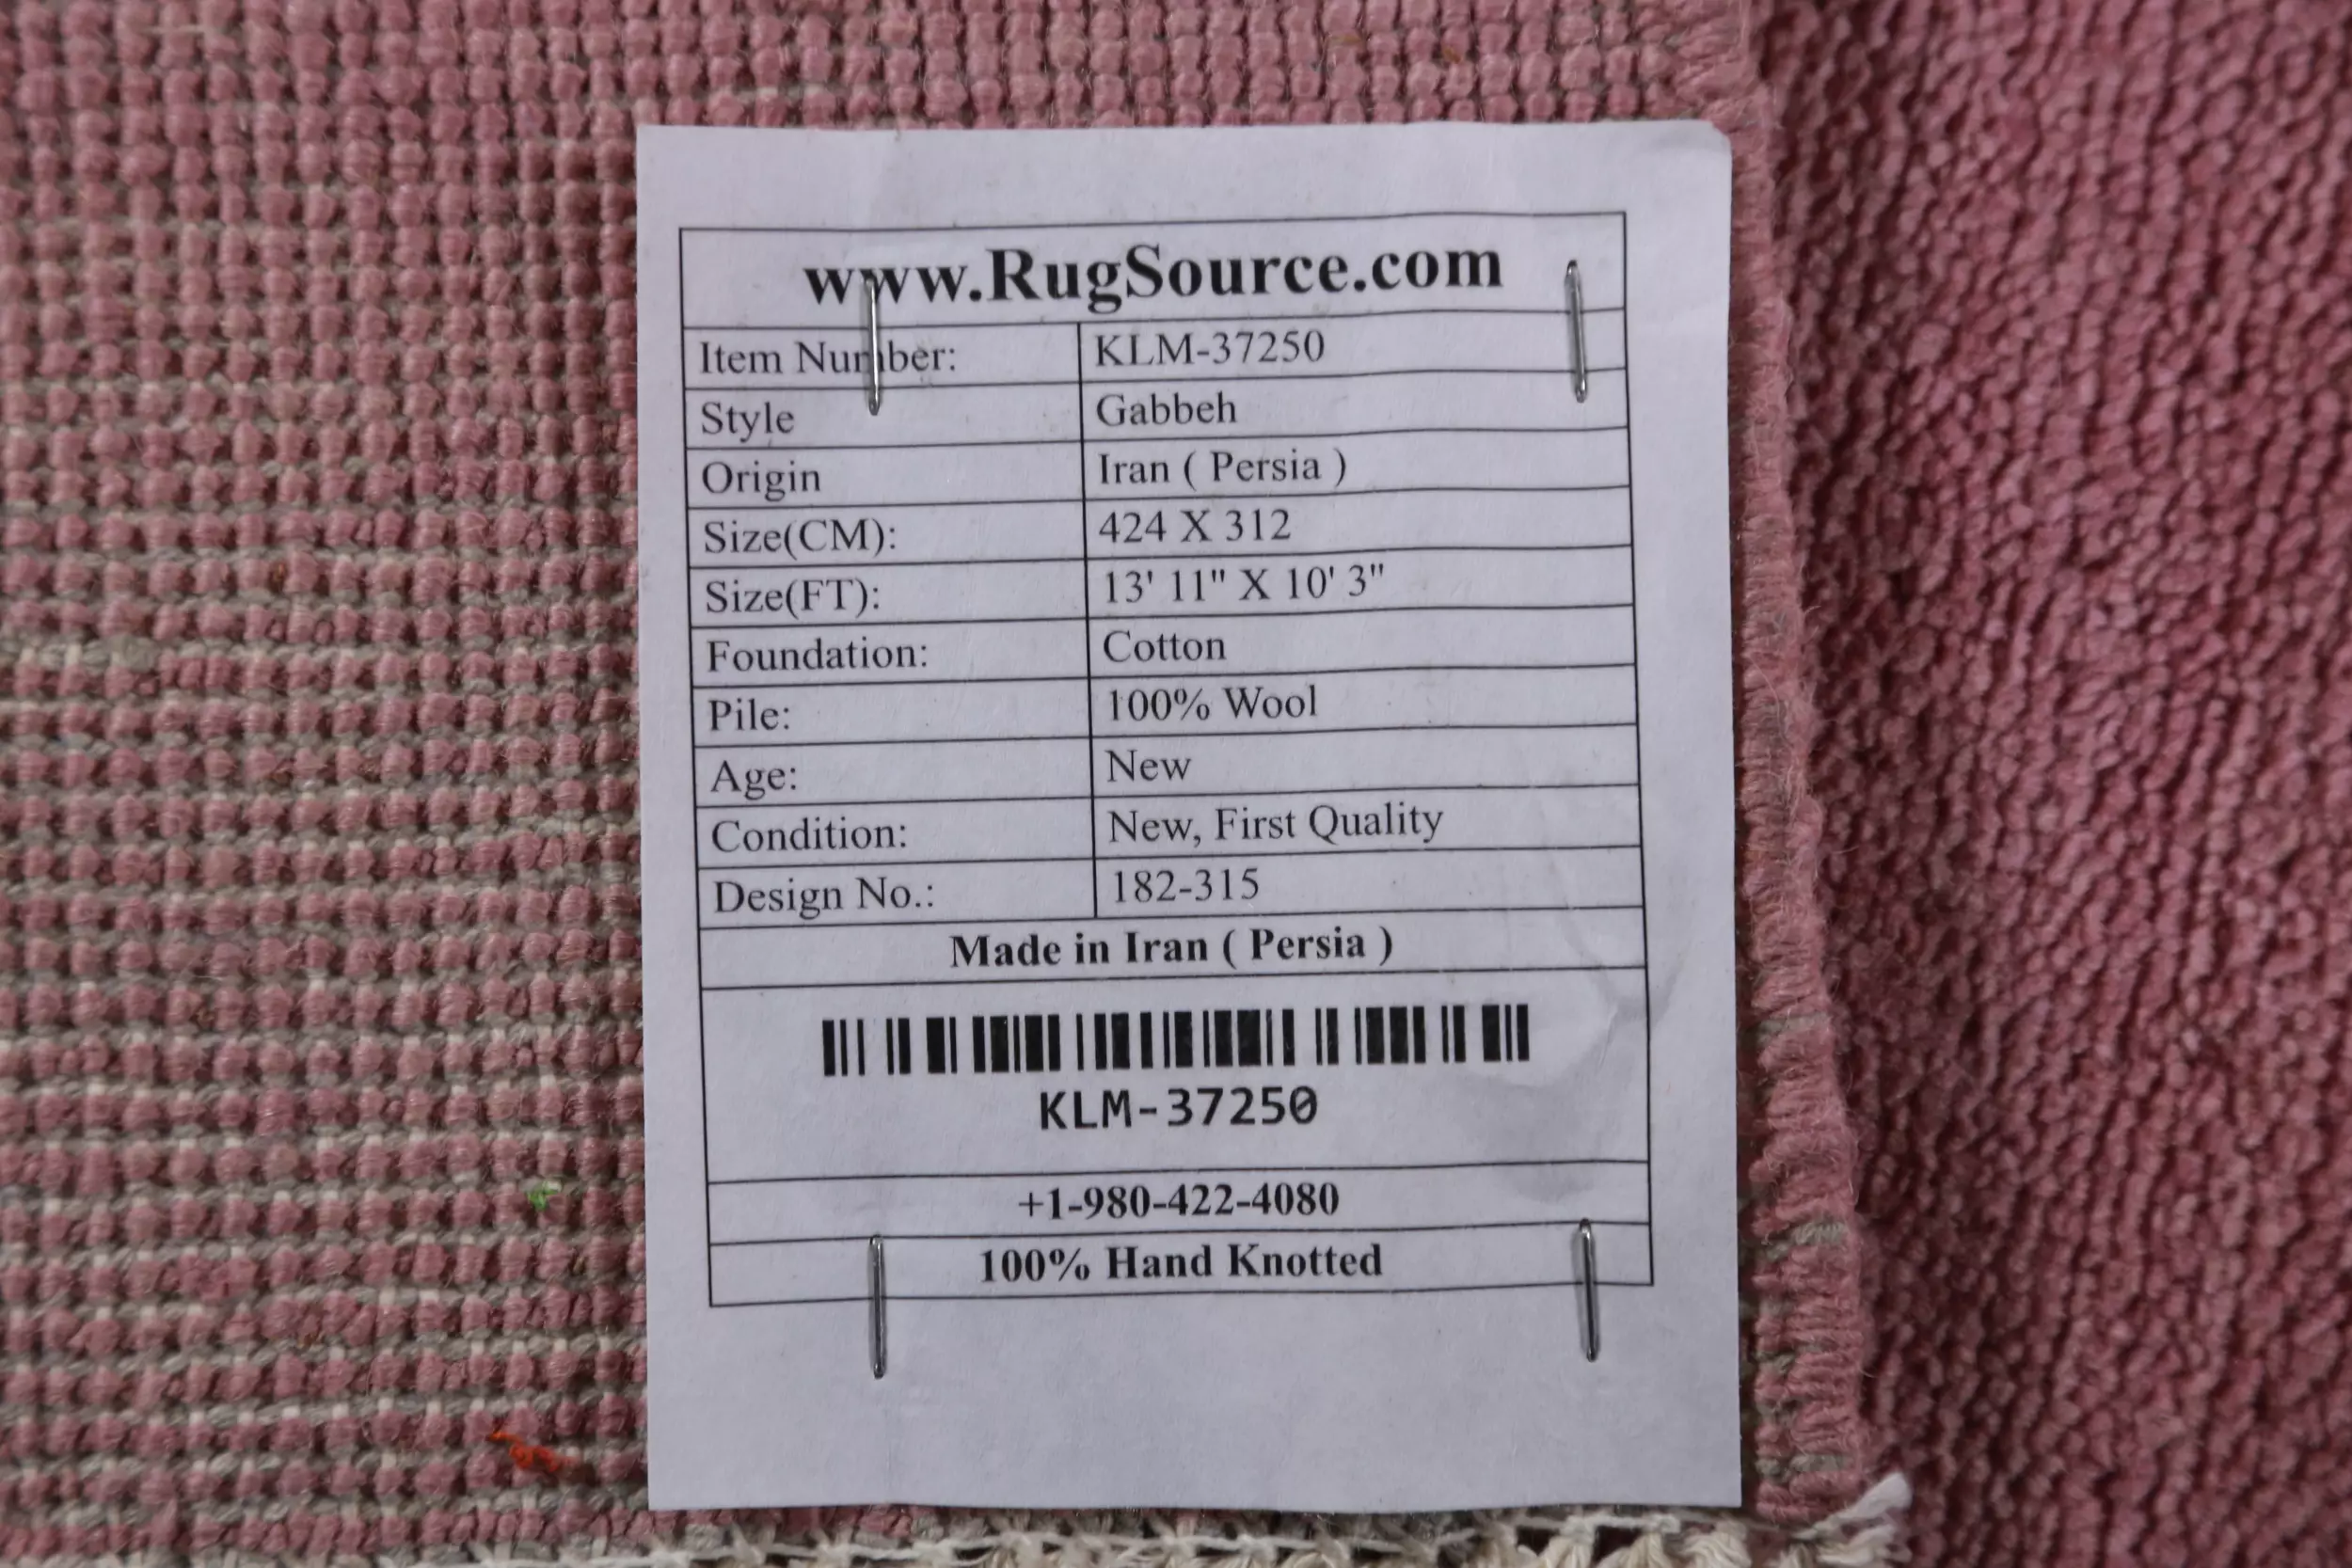 www.RugSource.com
Item Number: KLM-37250
Style Gabbeh
Origin Iran ( Persia )
Size(CM): 424 X 312
Size(FT): 13' 11" X 10' 3"
Foundation: Cotton
Pile: 100% Wool
Age: New
Condition: New, First Quality
Design No.: 182-315
Made in Iran ( Persia )
KLM-37250
+1-980-422-4080
100% Hand Knotted